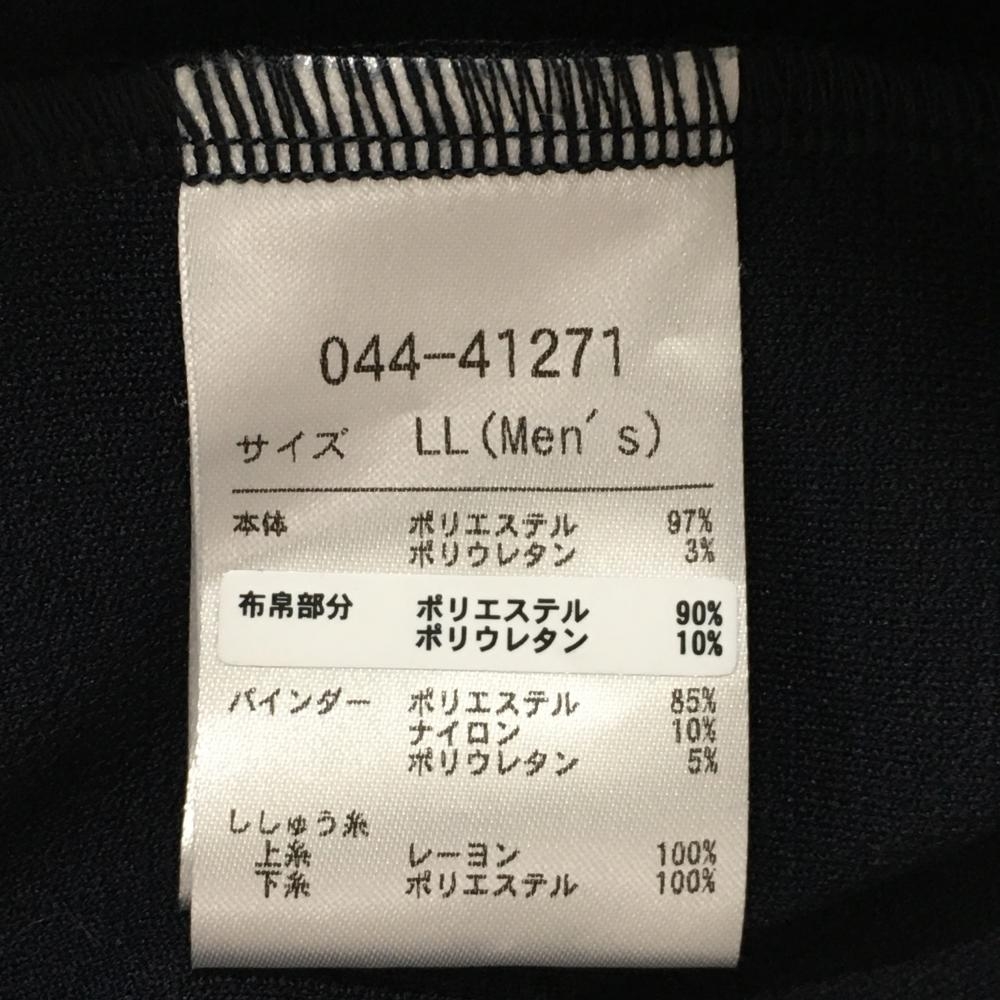 044-41271
サイズ LL(Men's)
本体 ポリエステル 97%
ポリウレタン 3%
布帛部分 ポリエステル 90%
ポリウレタン 10%
バインダー ポリエステル 85%
ナイロン 10%
ポリウレタン 5%
ししゅう糸
上糸 レーヨン 100%
下糸 ポリエステル 100%